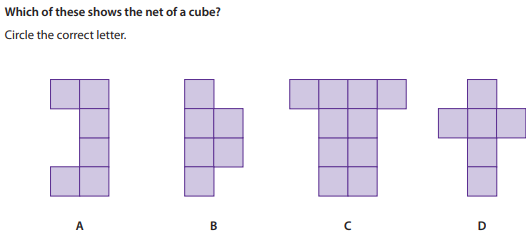 Which of these shows the net of a cube?
Circle the correct letter.
A B C D